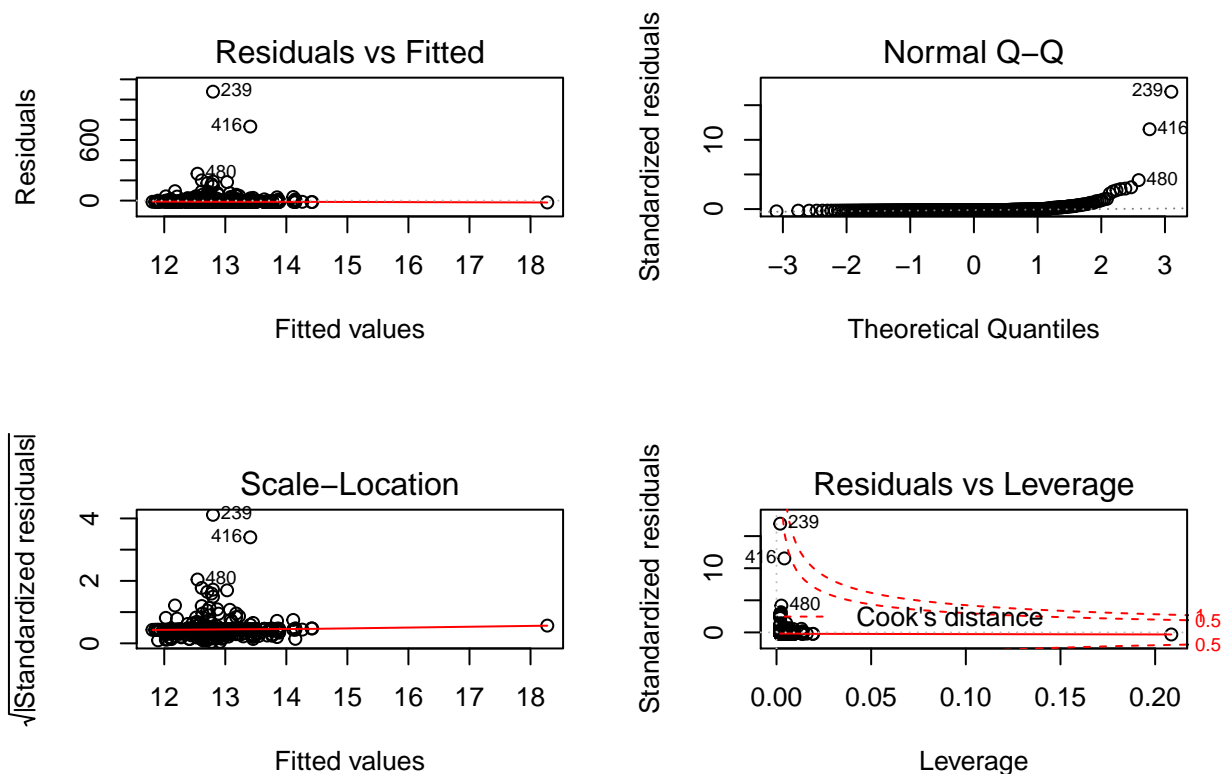 Residuals vs Fitted
Residuals
0 600
239
416
480
12 13 14 15 16 17 18
Fitted values
Normal Q−Q
Standardized residuals
0 10
239
416
480
−3 −2 −1 0 1 2 3
Theoretical Quantiles
Scale−Location
√|Standardized residuals|
0 2 4
239
416
480
12 13 14 15 16 17 18
Fitted values
Residuals vs Leverage
Standardized residuals
0 10
239
416
480
Cook's distance
1
0.5
0.5
0.00 0.05 0.10 0.15 0.20
Leverage